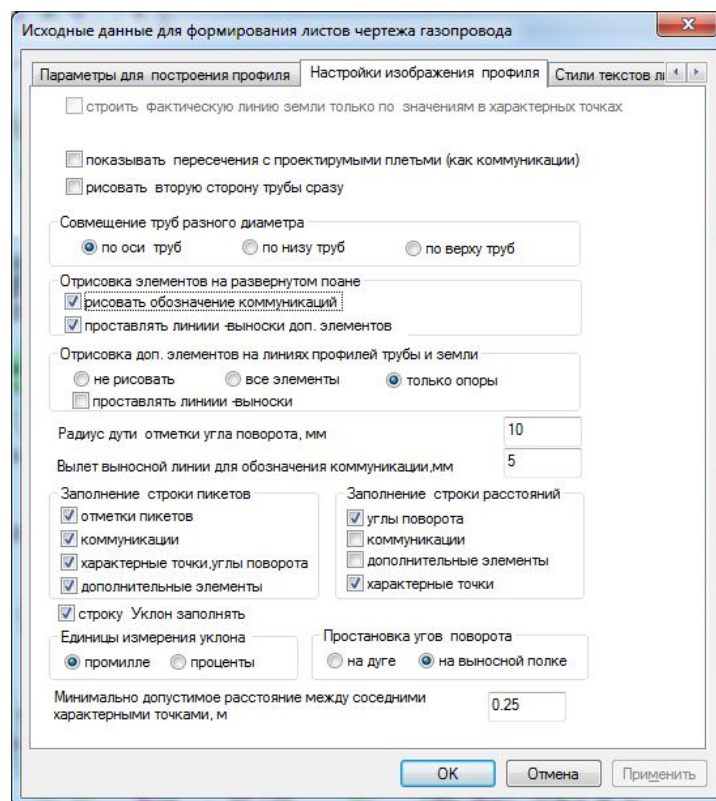 Исходные данные для формирования листов чертежа газопровода
Параметры для построения профиля
Настройки изображения профиля
Стили текстов л
строить фактическую линию земли только по значениям в характерных точках
показывать пересечения с проектирумыми плетьми (как коммуникации)
рисовать вторую сторону трубы сразу
Совмещение труб разного диаметра
по оси труб
по низу труб
по верху труб
Отрисовка элементов на развернутом поане
рисовать обозначение коммуникаций
проставлять линиии -выноски доп. элементов
Отрисовка доп. элементов на линиях профилей трубы и земли
не рисовать
все элементы
только опоры
проставлять линиии -выноски
Радиус дути отметки угла поворота, мм
10
Вылет выносной линии для обозначения коммуникации,мм
5
Заполнение строки пикетов
отметки пикетов
коммуникации
характерные точки,углы поворота
дополнительные элементы
Заполнение строки расстояний
углы поворота
коммуникации
дополнительные элементы
характерные точки
строку Уклон заполнять
Единицы измерения уклона
промилле
проценты
Простановка угов поворота
на дуге
на выносной полке
Минимально допустимое расстояние между соседними
характерными точками, м
0.25
OK
Отмена
Применить